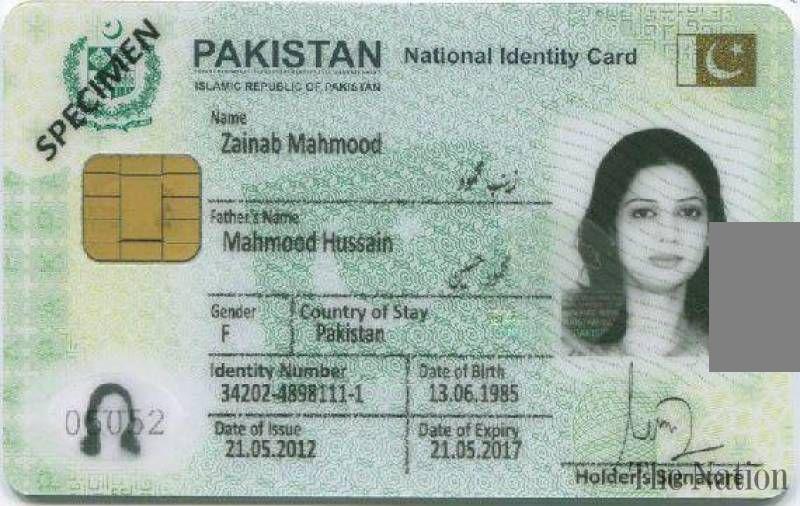 SPECIMEN
PAKISTAN National Identity Card
ISLAMIC REPUBLIC OF PAKISTAN
Name
Zainab Mahmood
زینب محمود
Father's Name
Mahmood Hussain
محمود حسین
Gender Country of Stay
F Pakistan
Identity Number Date of Birth
34202-4898111-1 13.06.1985
Date of Issue Date of Expiry
21.05.2012 21.05.2017
Holder's Signature
The Nation